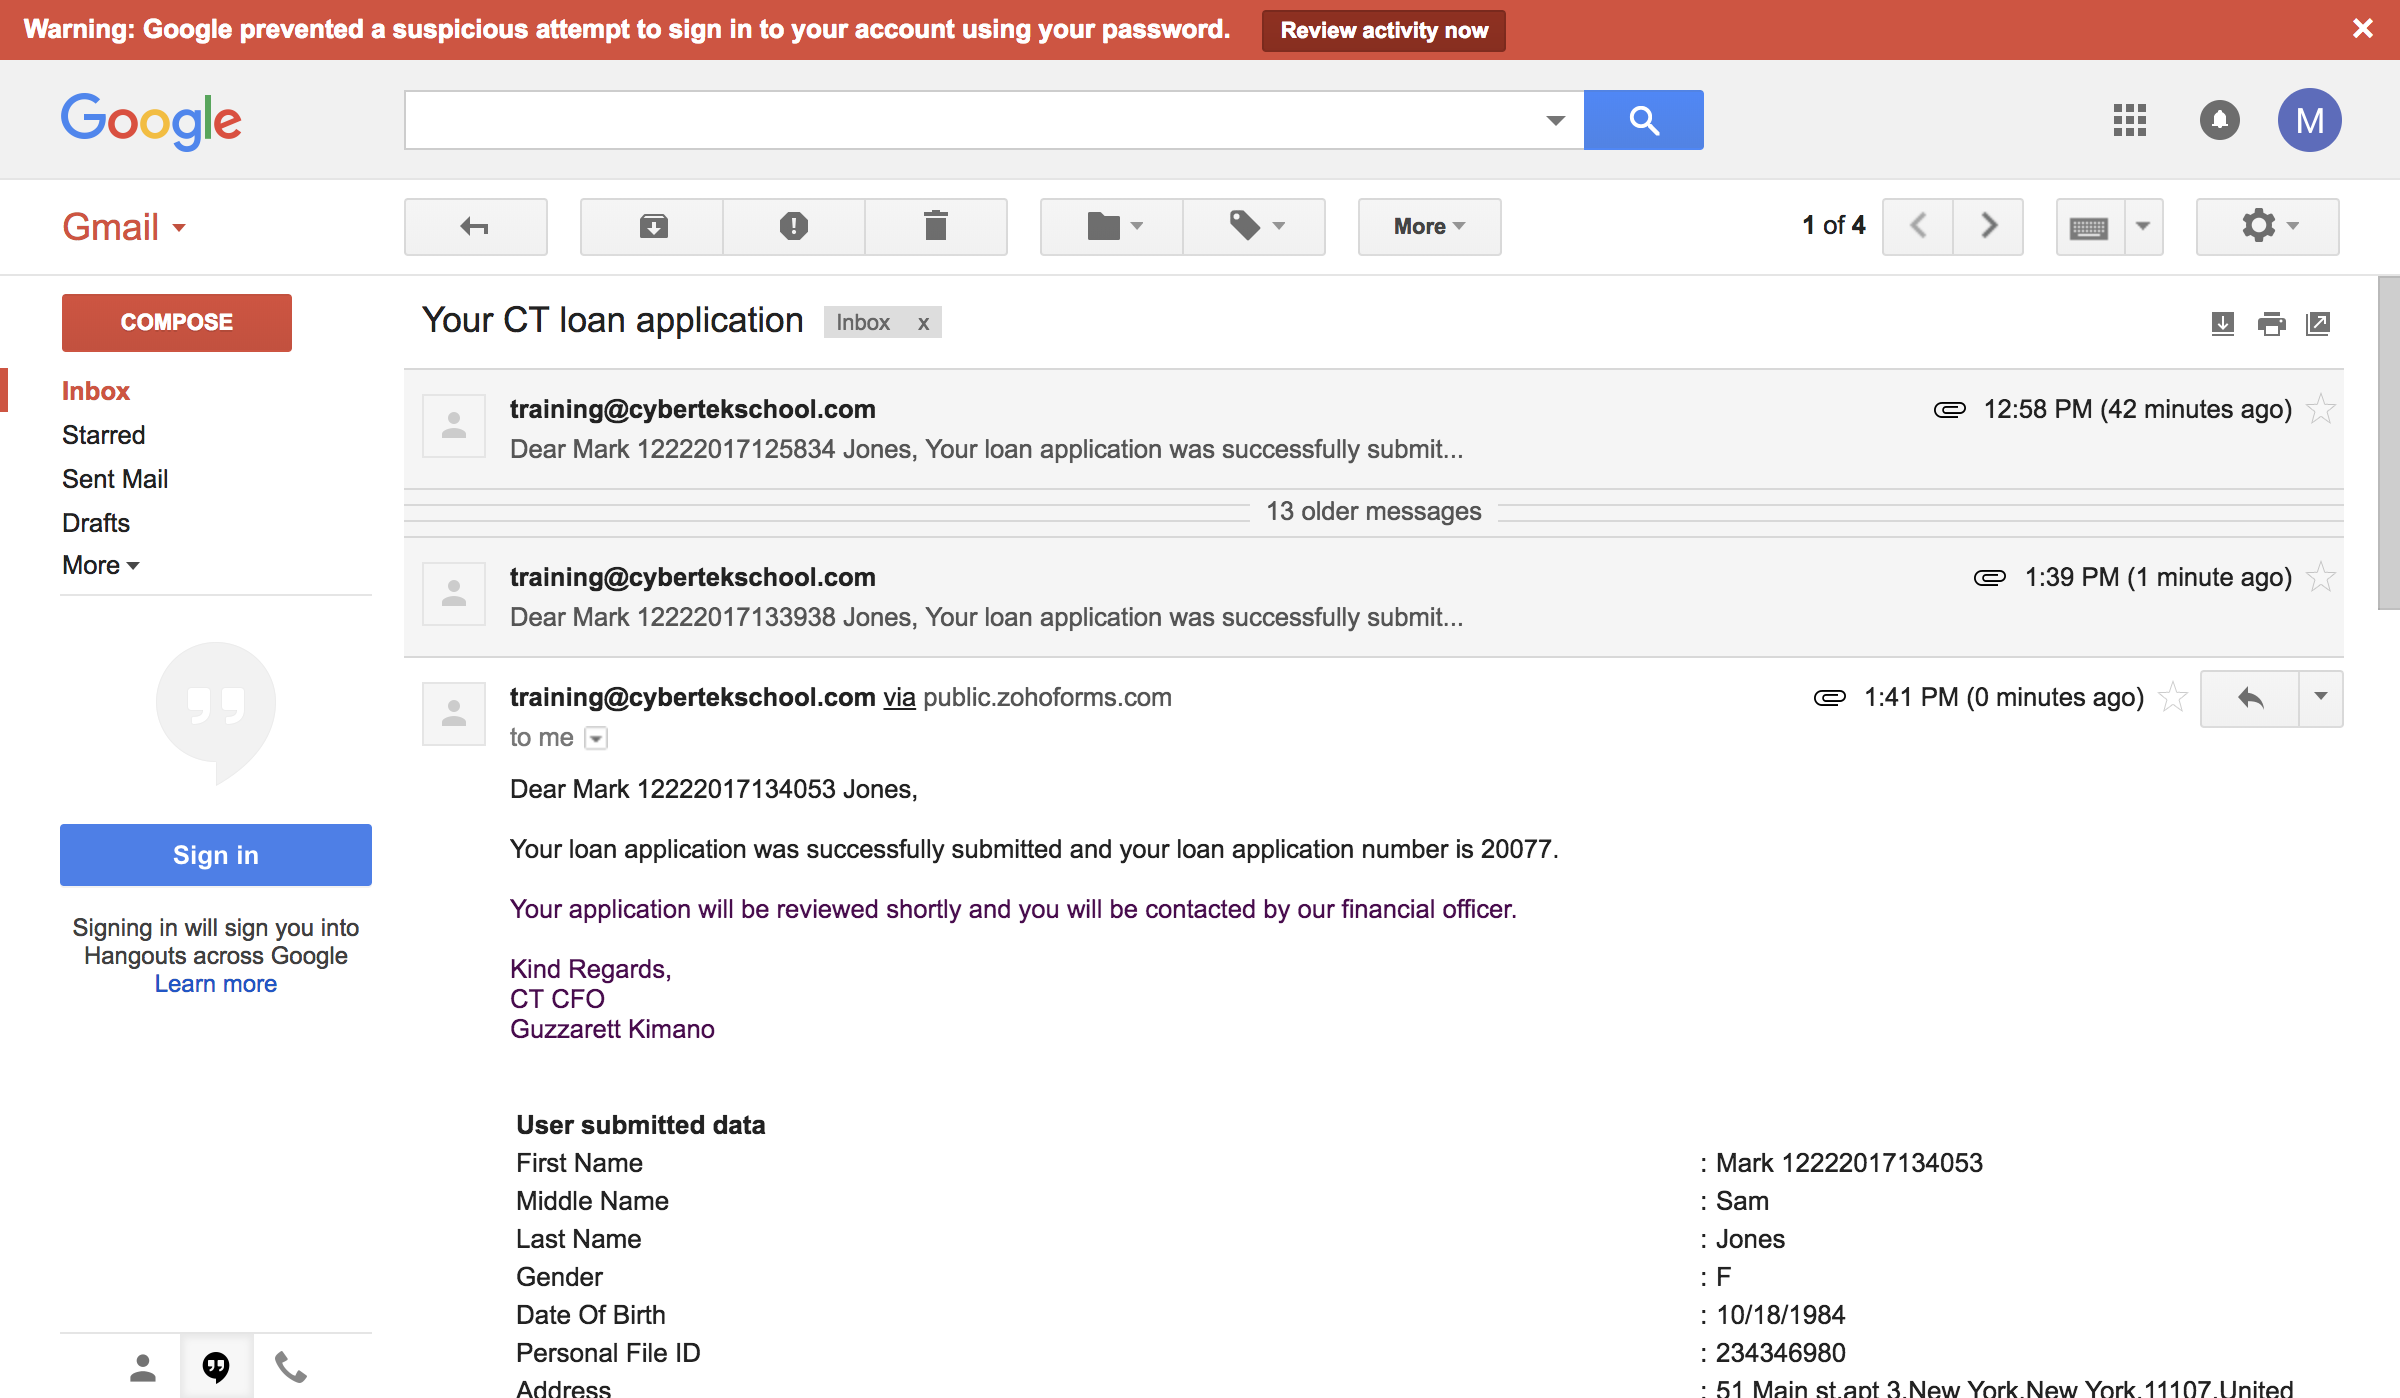 Warning: Google prevented a suspicious attempt to sign in to your account using your password. Review activity now
Google
M
Gmail
More
1 of 4
COMPOSE
Your CT loan application Inbox x
Inbox
Starred
Sent Mail
Drafts
More
training@cybertekschool.com 12:58 PM (42 minutes ago)
Dear Mark 12222017125834 Jones, Your loan application was successfully submit...
13 older messages
training@cybertekschool.com 1:39 PM (1 minute ago)
Dear Mark 12222017133938 Jones, Your loan application was successfully submit...
training@cybertekschool.com via public.zohoforms.com 1:41 PM (0 minutes ago)
to me
Dear Mark 12222017134053 Jones,
Your loan application was successfully submitted and your loan application number is 20077.
Your application will be reviewed shortly and you will be contacted by our financial officer.
Kind Regards,
CT CFO
Guzzarett Kimano
Sign in
Signing in will sign you into
Hangouts across Google
Learn more
User submitted data
First Name : Mark 12222017134053
Middle Name : Sam
Last Name : Jones
Gender : F
Date Of Birth : 10/18/1984
Personal File ID : 234346980
Address : 51 Main st,apt 3,New York,New York,11107,United